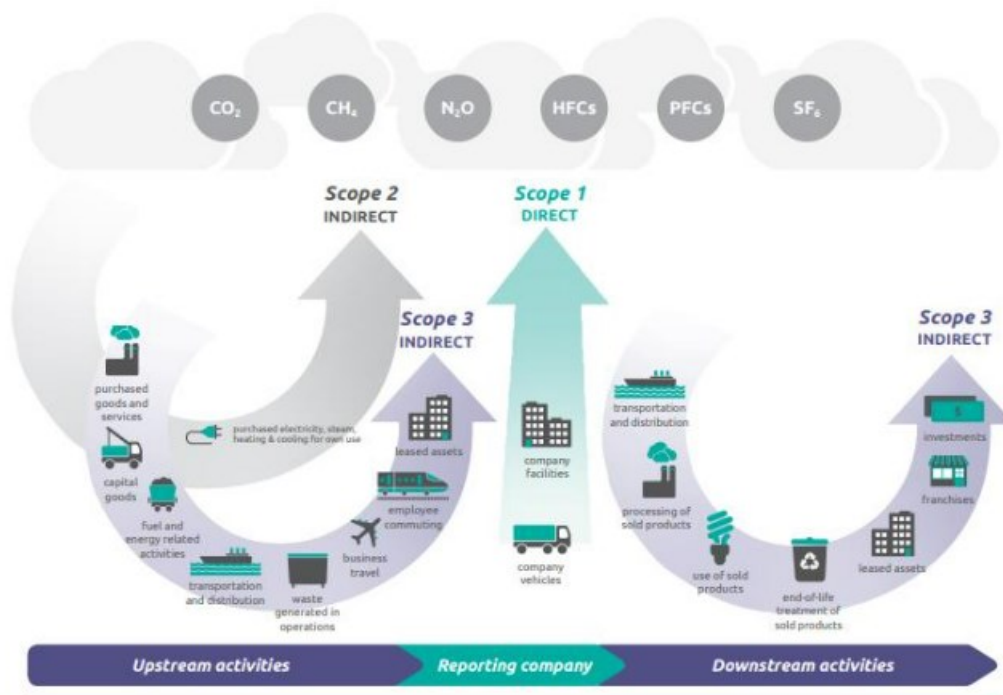 CO₂
CH₄
N₂O
HFCs
PFCs
SF₆
Scope 2
INDIRECT
Scope 1
DIRECT
Scope 3
INDIRECT
Scope 3
INDIRECT
purchased
goods and
services
capital
goods
fuel and
energy related
activities
transportation
and distribution
waste
generated in
operations
business
travel
employee
commuting
leased assets
purchased electricity, steam,
heating & cooling for own use
company
facilities
company
vehicles
transportation
and distribution
processing of
sold products
use of sold
products
end-of-life
treatment of
sold products
leased assets
franchises
investments
$
Upstream activities
Reporting company
Downstream activities